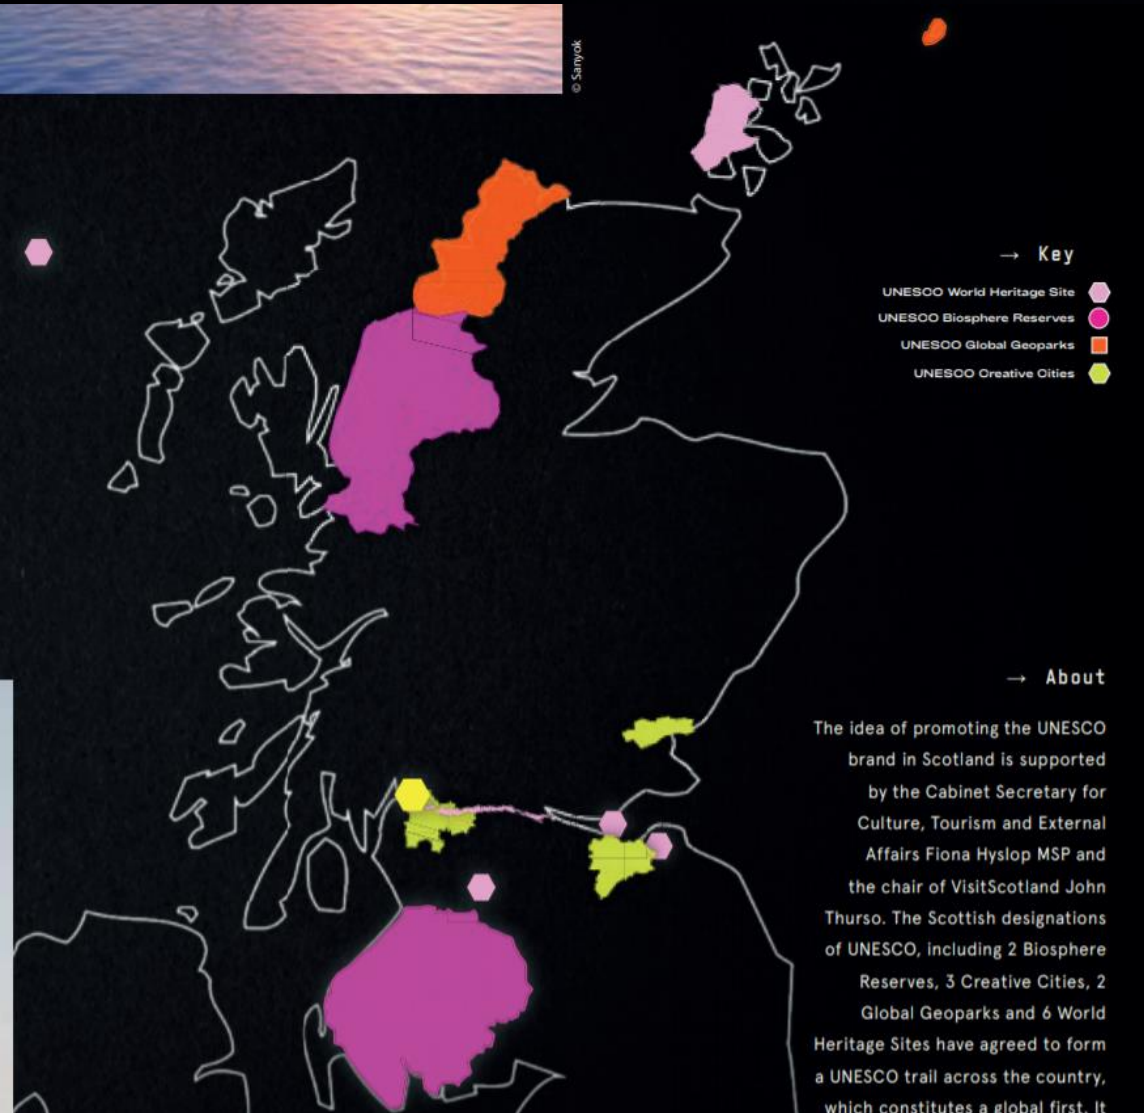 © Sanyok
→ Key
UNESCO World Heritage Site
UNESCO Biosphere Reserves
UNESCO Global Geoparks
UNESCO Creative Cities
→ About
The idea of promoting the UNESCO
brand in Scotland is supported
by the Cabinet Secretary for
Culture, Tourism and External
Affairs Fiona Hyslop MSP and
the chair of VisitScotland John
Thurso. The Scottish designations
of UNESCO, including 2 Biosphere
Reserves, 3 Creative Cities, 2
Global Geoparks and 6 World
Heritage Sites have agreed to form
a UNESCO trail across the country,
which constitutes a global first. It